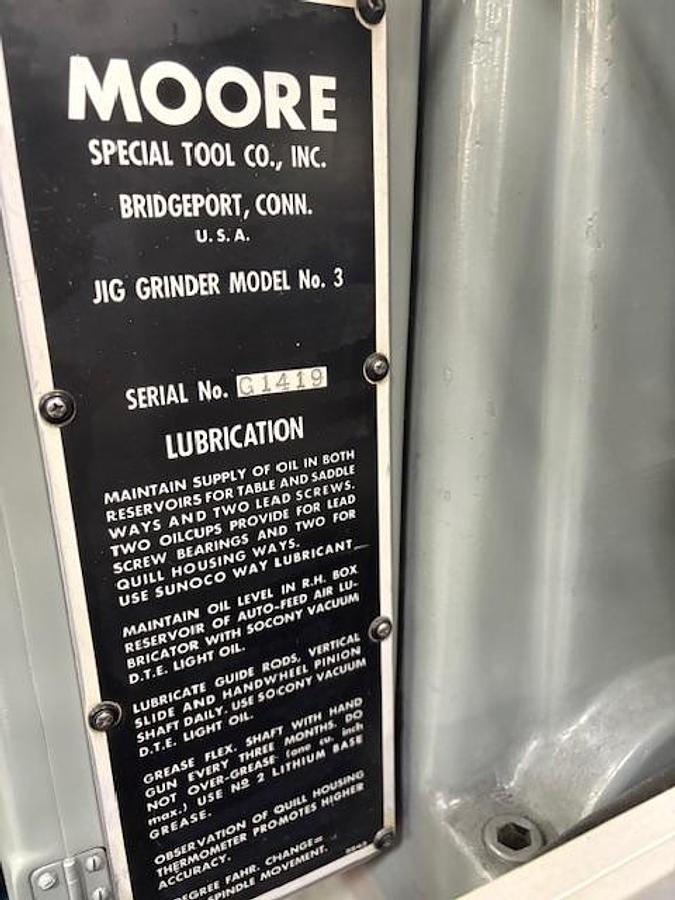 MOORE
SPECIAL TOOL CO., INC.
BRIDGEPORT, CONN.
U.S.A.
JIG GRINDER MODEL No. 3
SERIAL No. G1419
LUBRICATION
MAINTAIN SUPPLY OF OIL IN BOTH
RESERVOIRS FOR TABLE AND SADDLE
WAYS AND TWO LEAD SCREWS.
TWO OILCUPS PROVIDE FOR LEAD
SCREW BEARINGS AND TWO FOR
QUILL HOUSING WAYS.
USE SUNOCO WAY LUBRICANT
MAINTAIN OIL LEVEL IN R.H. BOX
RESERVOIR OF AUTO-FEED AIR LU-
BRICATOR WITH SOCONY VACUUM
D.T.E. LIGHT OIL.
LUBRICATE GUIDE RODS, VERTICAL
SLIDE AND HANDWHEEL PINION
SHAFT DAILY. USE SOCONY VACUUM
D.T.E. LIGHT OIL.
GREASE FLEX. SHAFT WITH HAND
GUN EVERY THREE MONTHS. DO
NOT OVER-GREASE (one cu. inch
max.) USE Nº 2 LITHIUM BASE
GREASE.
OBSERVATION OF QUILL HOUSING
THERMOMETER PROMOTES HIGHER
ACCURACY.
DEGREE FAHR. CHANGE=
SPINDLE MOVEMENT.